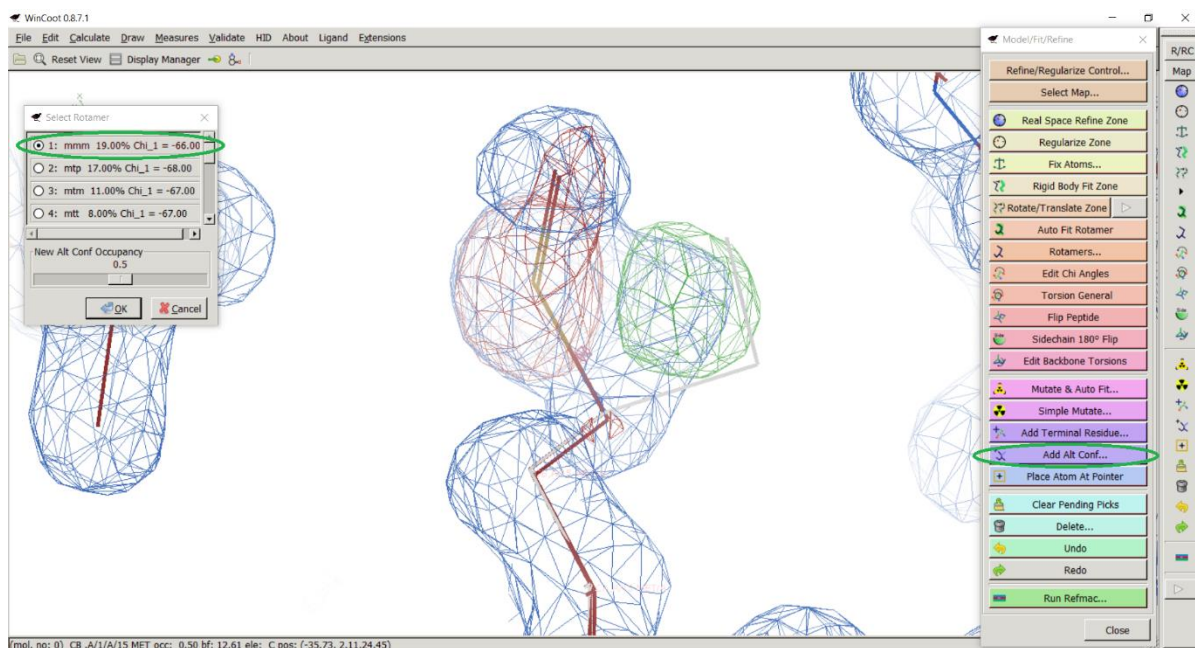 WinCoot 0.8.7.1
File Edit Calculate Draw Measures Validate HID About Ligand Extensions
Reset View Display Manager
Select Rotamer
1: mmm 19.00% Chi_1 = -66.00
2: mtp 17.00% Chi_1 = -68.00
3: mtm 11.00% Chi_1 = -67.00
4: mtt 8.00% Chi_1 = -67.00
New Alt Conf Occupancy
0.5
OK Cancel
Model/Fit/Refine
Refine/Regularize Control...
Select Map...
Real Space Refine Zone
Regularize Zone
Fix Atoms...
Rigid Body Fit Zone
Rotate/Translate Zone
Auto Fit Rotamer
Rotamers...
Edit Chi Angles
Torsion General
Flip Peptide
Sidechain 180° Flip
Edit Backbone Torsions
Mutate & Auto Fit...
Simple Mutate...
Add Terminal Residue...
Add Alt Conf...
Place Atom At Pointer
Clear Pending Picks
Delete...
Undo
Redo
Run Refmac...
Close
R/RC
Map
(mol. no: 0) CB ,A/1/A/15 MET occ: 0.50 bf: 12.61 ele: C pos: (-35.73, 2.11,24.45)